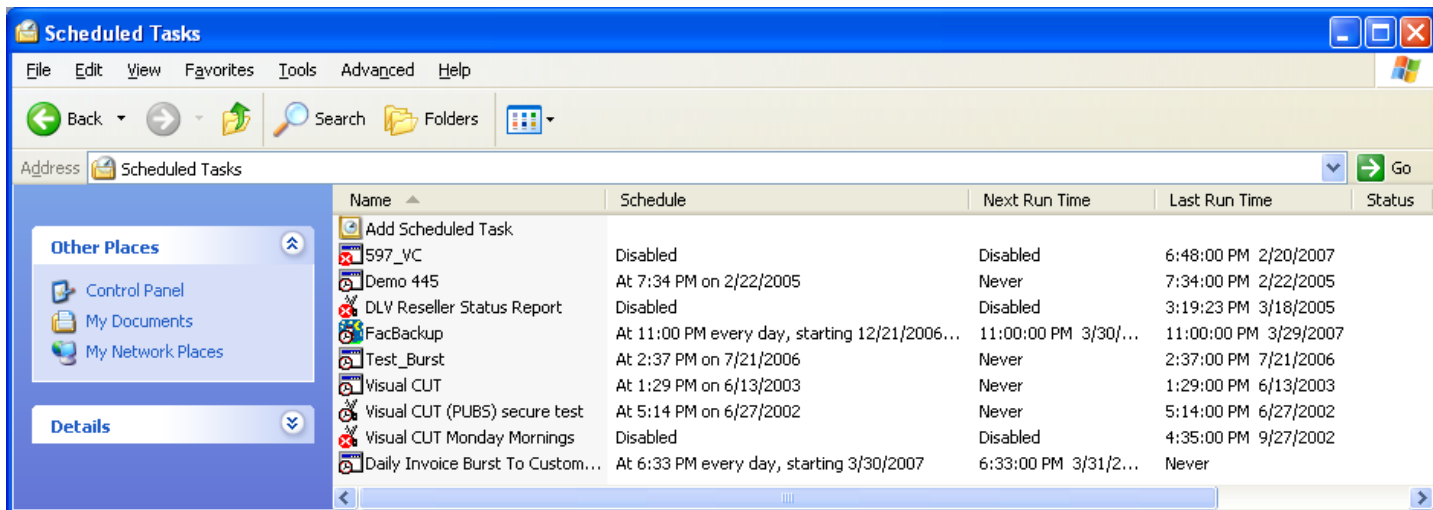 Scheduled Tasks
File Edit View Favorites Tools Advanced Help
Back Search Folders
Address Scheduled Tasks Go
Name Schedule Next Run Time Last Run Time Status
Other Places
Control Panel
My Documents
My Network Places
Details
Add Scheduled Task
597_VC Disabled Disabled 6:48:00 PM 2/20/2007
Demo 445 At 7:34 PM on 2/22/2005 Never 7:34:00 PM 2/22/2005
DLV Reseller Status Report Disabled Disabled 3:19:23 PM 3/18/2005
FacBackup At 11:00 PM every day, starting 12/21/2006... 11:00:00 PM 3/30/... 11:00:00 PM 3/29/2007
Test_Burst At 2:37 PM on 7/21/2006 Never 2:37:00 PM 7/21/2006
Visual CUT At 1:29 PM on 6/13/2003 Never 1:29:00 PM 6/13/2003
Visual CUT (PUBS) secure test At 5:14 PM on 6/27/2002 Never 5:14:00 PM 6/27/2002
Visual CUT Monday Mornings Disabled Disabled 4:35:00 PM 9/27/2002
Daily Invoice Burst To Custom... At 6:33 PM every day, starting 3/30/2007 6:33:00 PM 3/31/2... Never